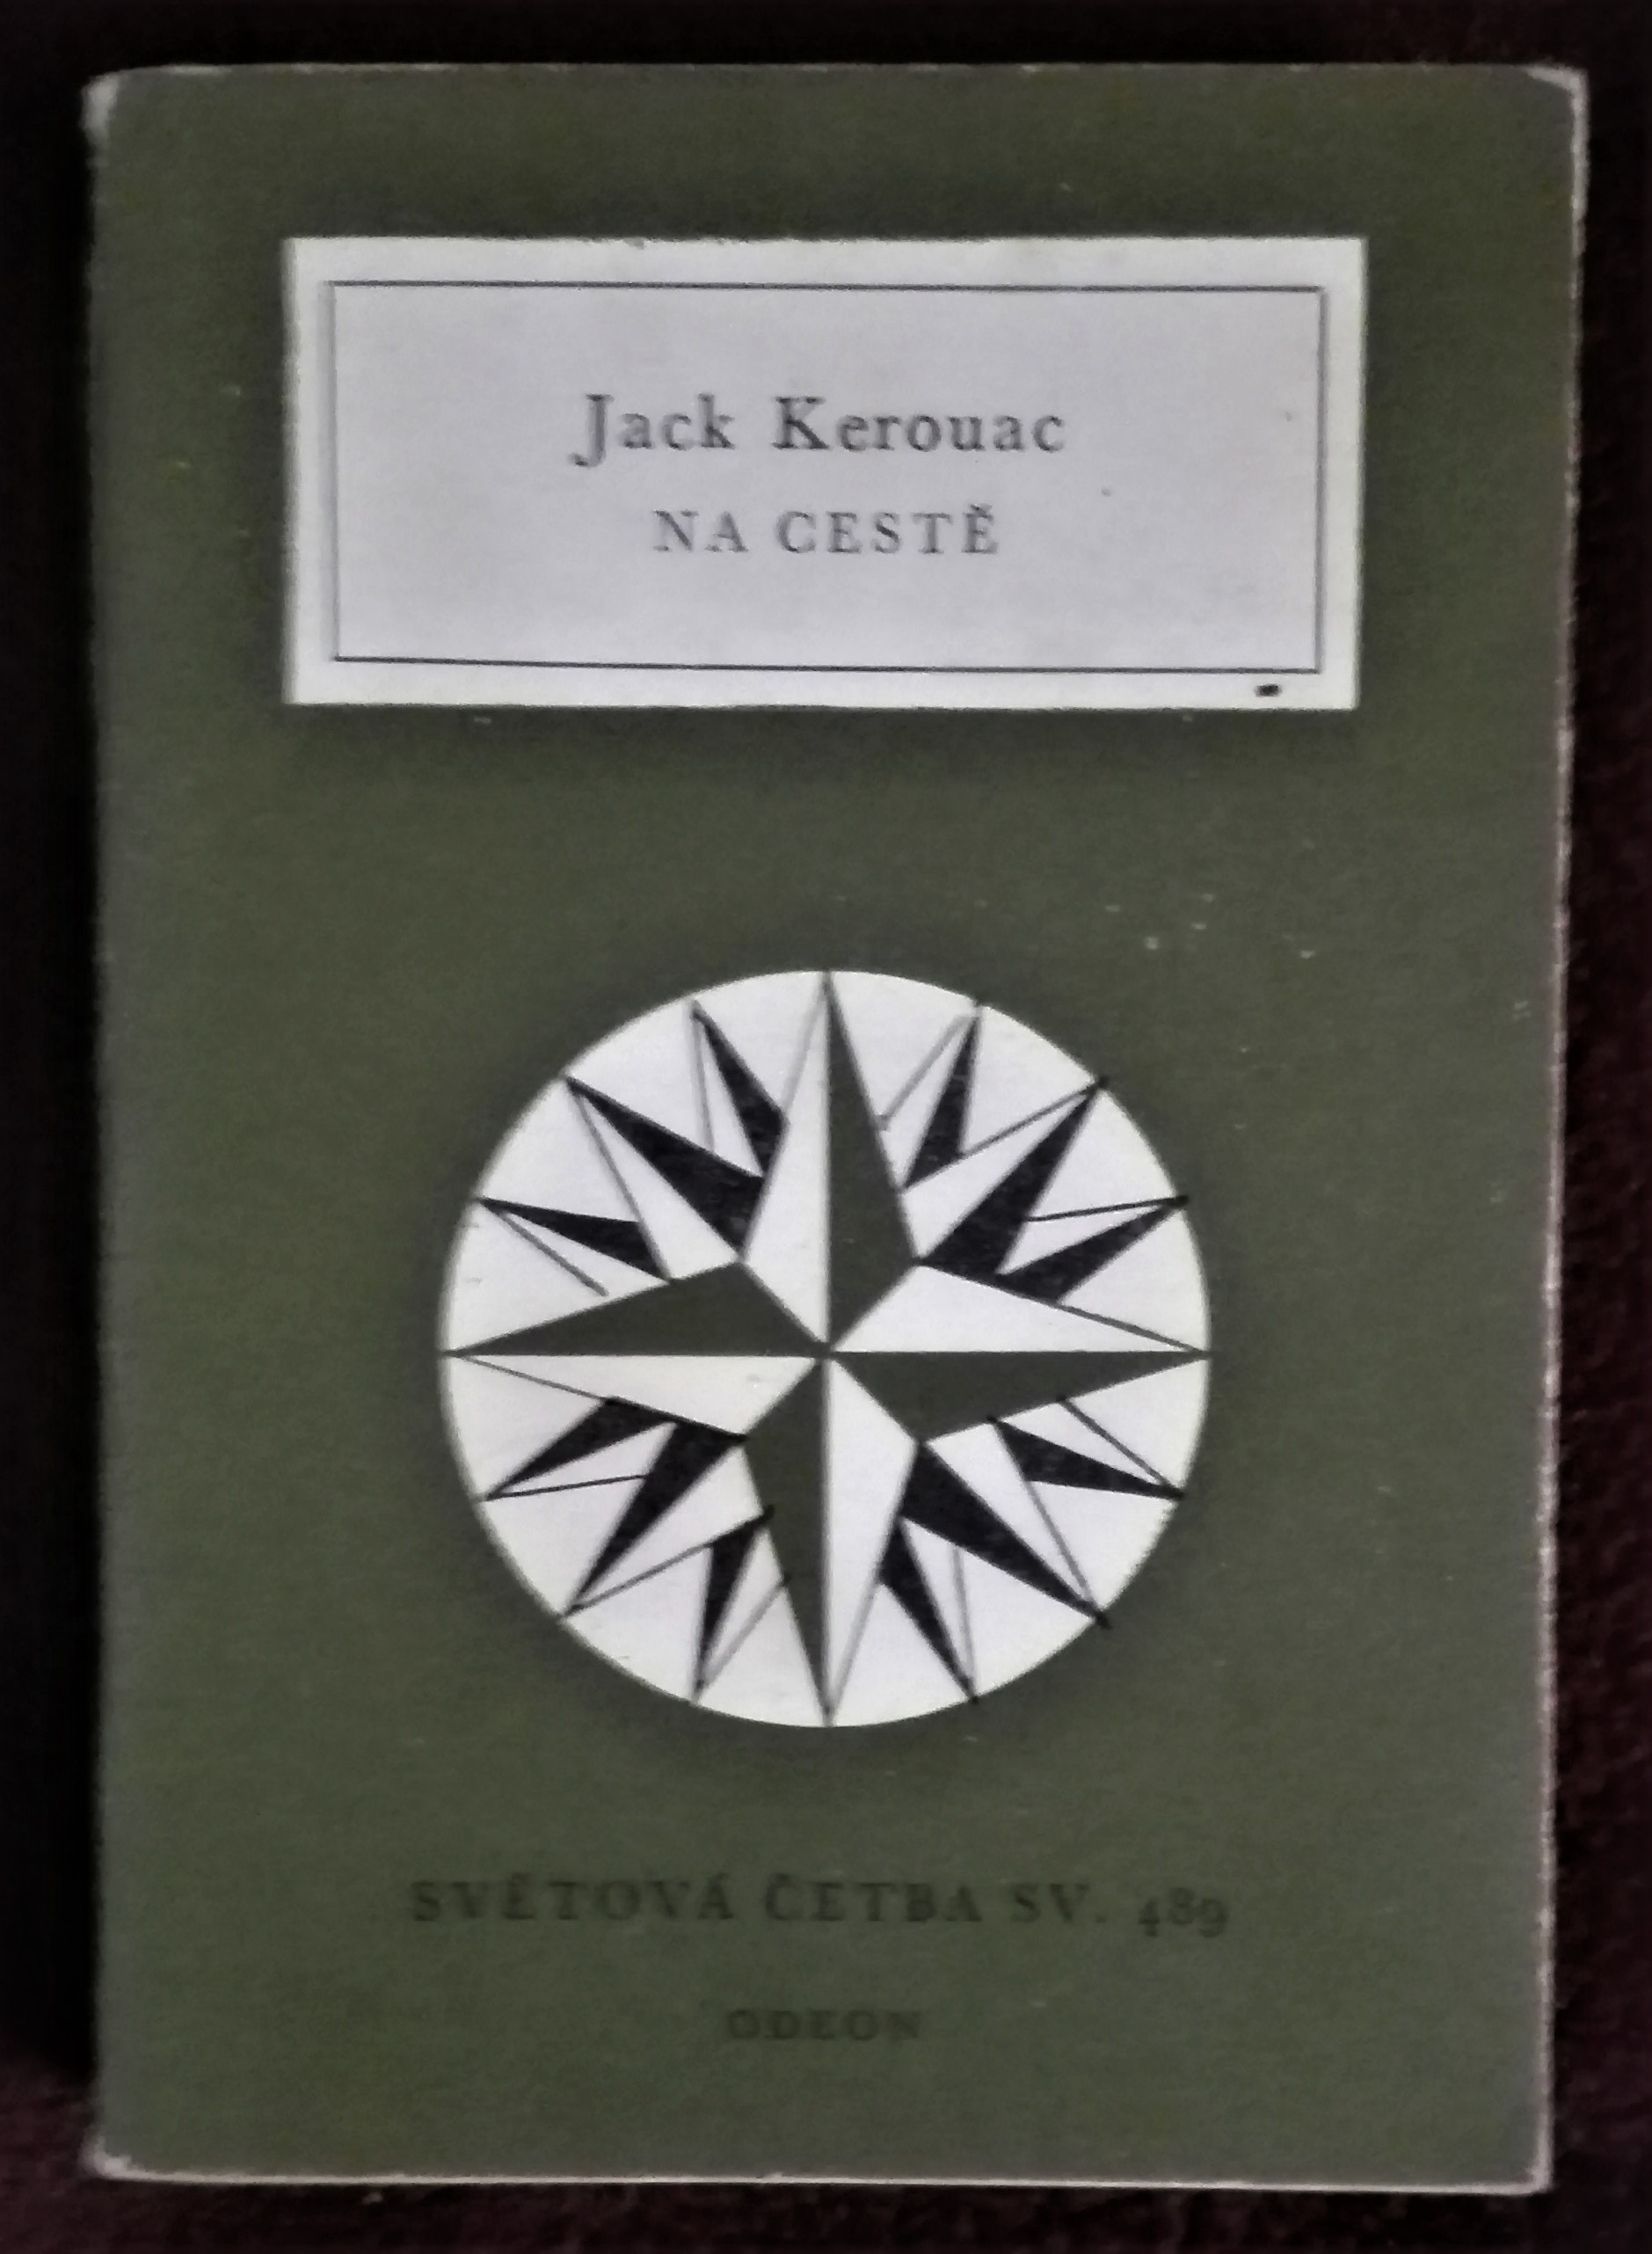 Jack Kerouac
NA CESTĚ
SVĚTOVÁ ČETBA SV. 489
ODEON